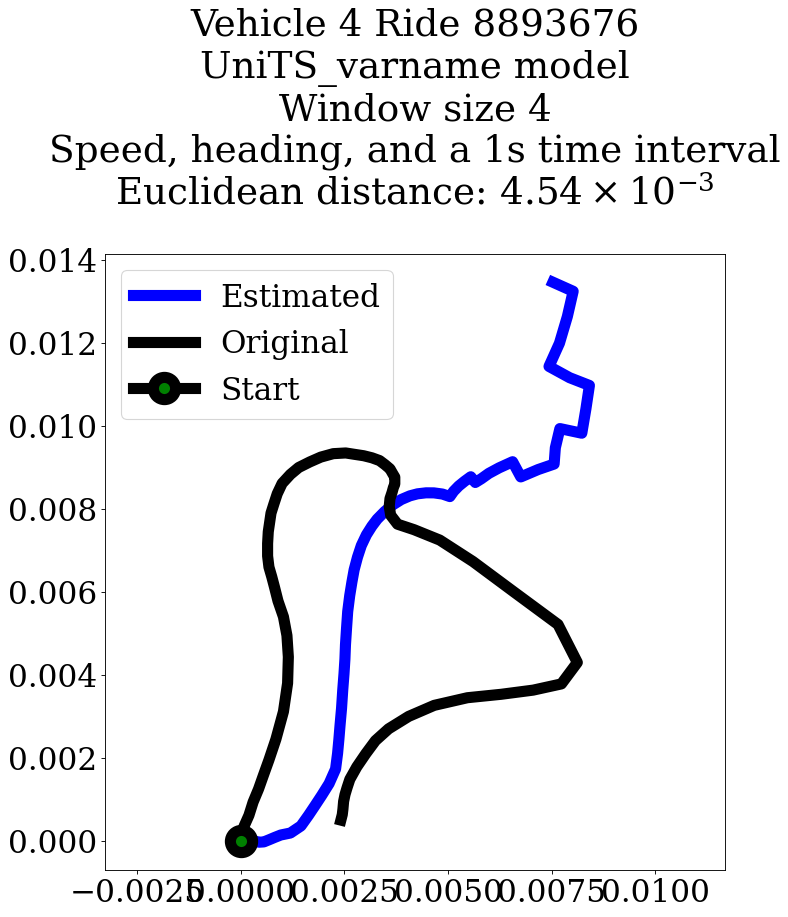 Vehicle 4 Ride 8893676
UniTS_varname model
Window size 4
Speed, heading, and a 1s time interval
Euclidean distance: 4.54 × 10⁻³
0.014
0.012
0.010
0.008
0.006
0.004
0.002
0.000
Estimated
Original
Start
−0.0025 0.0000 0.0025 0.0050 0.0075 0.0100